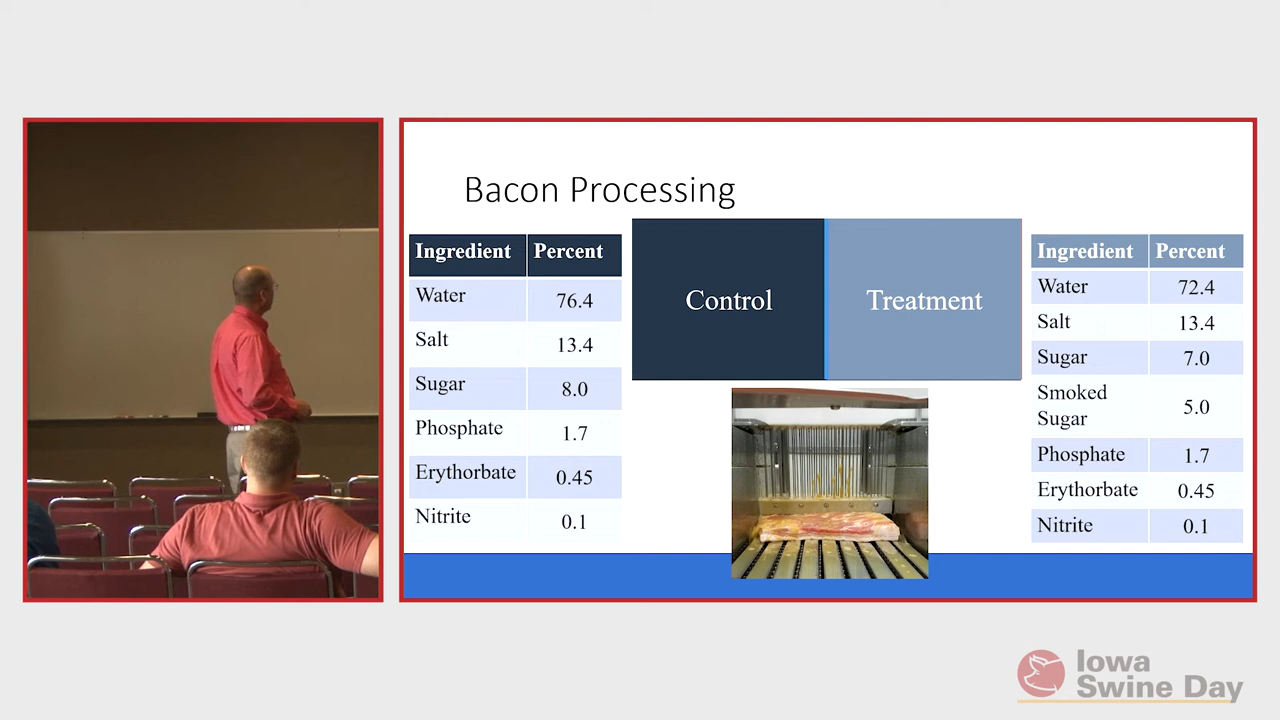 Bacon Processing
Ingredient Percent
Water 76.4
Salt 13.4
Sugar 8.0
Phosphate 1.7
Erythorbate 0.45
Nitrite 0.1
Control
Treatment
Ingredient Percent
Water 72.4
Salt 13.4
Sugar 7.0
Smoked
Sugar 5.0
Phosphate 1.7
Erythorbate 0.45
Nitrite 0.1
Iowa
Swine Day